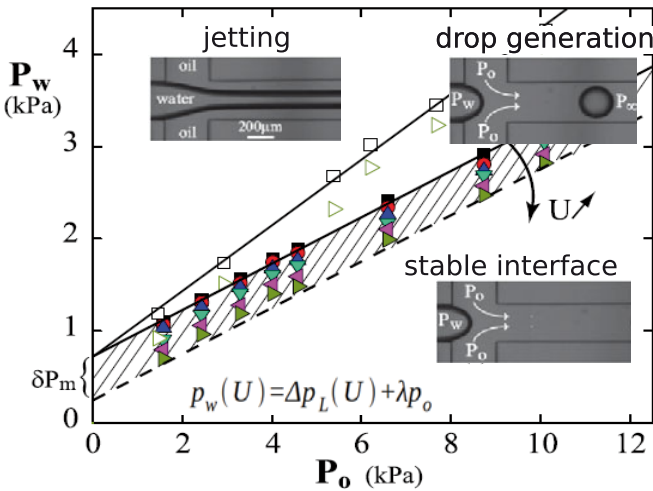 4
jetting
drop generation
P_w
(kPa)
oil
water
oil
200μm
P_o
P_w
P_∞
P_o
3
2
U
stable interface
P_o
P_w
P_o
1
δP_m
p_w(U)=Δp_L(U)+λp_o
0
0 2 4 6 8 10 12
P_o (kPa)